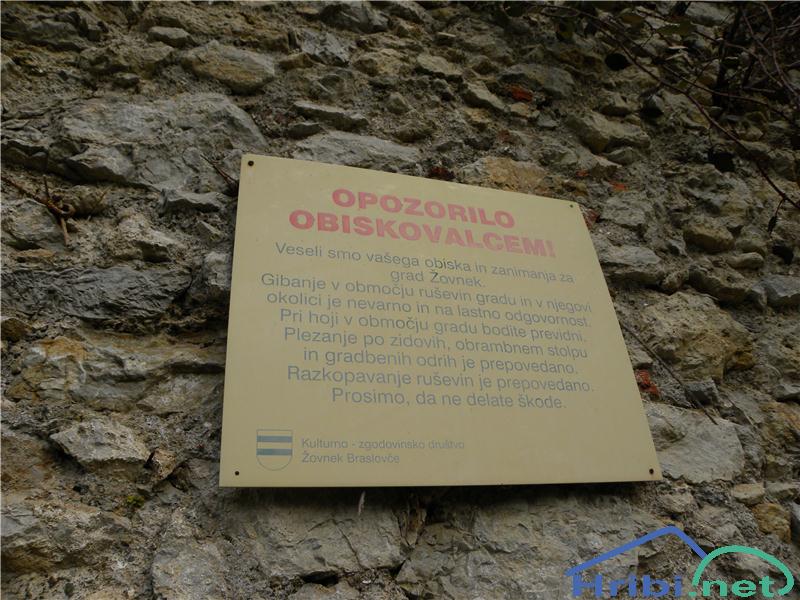 OPOZORILO
OBISKOVALCEM!
Veseli smo vašega obiska in zanimanja za
grad Žovnek.
Gibanje v območju ruševin gradu in v njegovi
okolici je nevarno in na lastno odgovornost.
Pri hoji v območju gradu bodite previdni.
Plezanje po zidovih, obrambnem stolpu
in gradbenih odrih je prepovedano.
Razkopavanje ruševin je prepovedano.
Prosimo, da ne delate škode.
Kulturno - zgodovinsko društvo
Žovnek Braslovče
Hribi.net